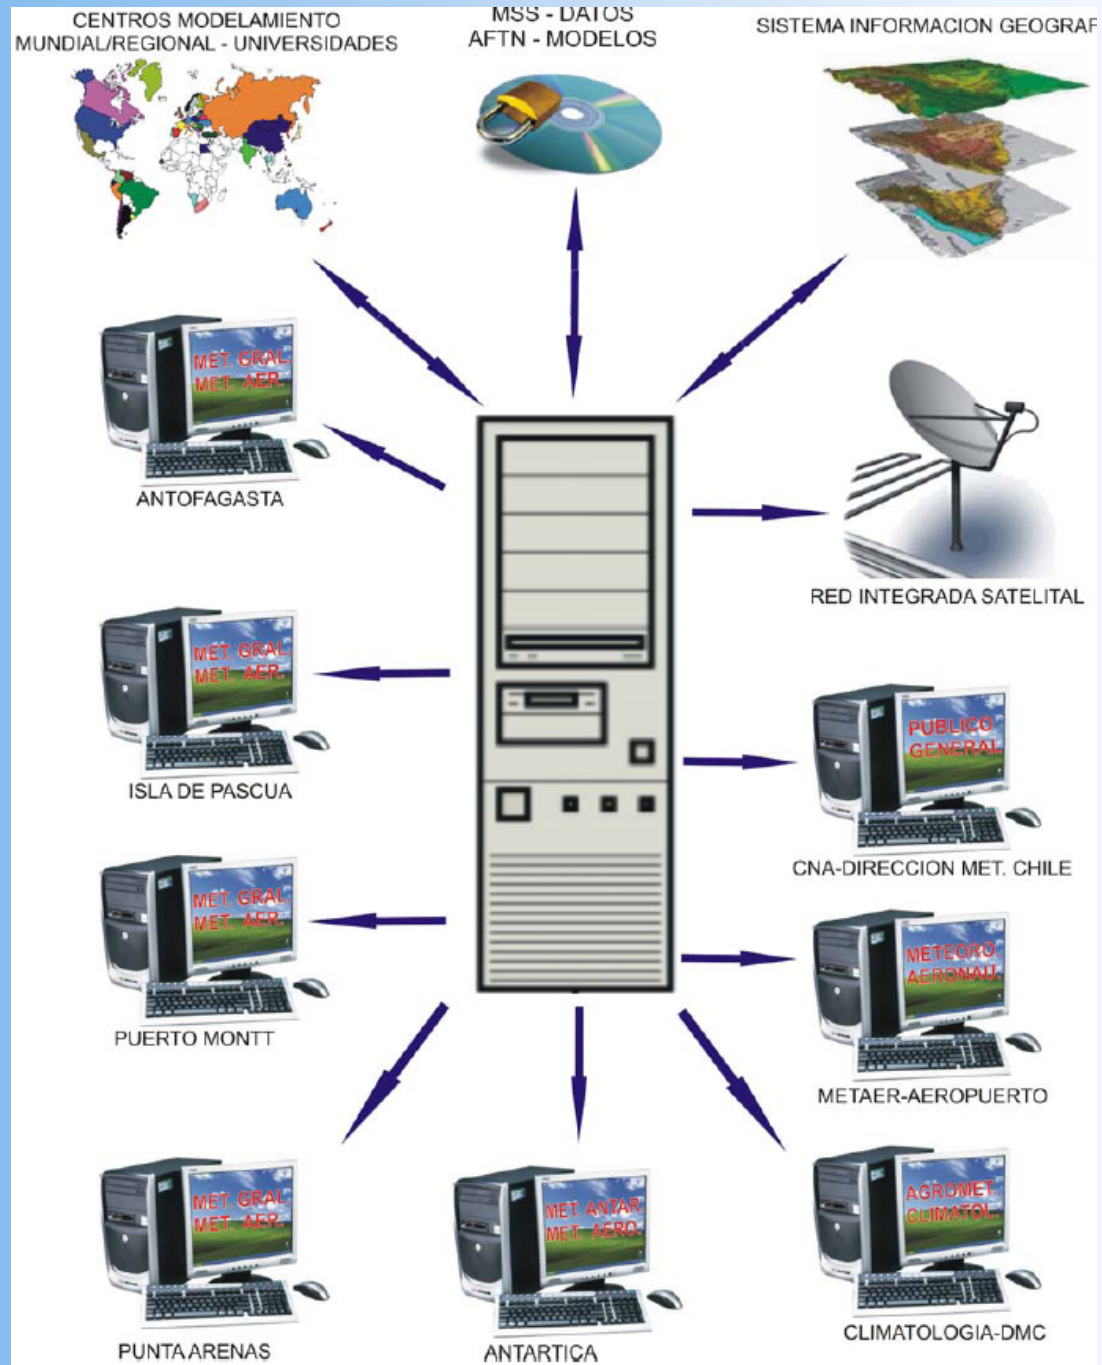 CENTROS MODELAMIENTO
MUNDIAL/REGIONAL - UNIVERSIDADES
MSS - DATOS
AFTN - MODELOS
SISTEMA INFORMACION GEOGRAF
MET. GRAL.
MET. AER.
ANTOFAGASTA
RED INTEGRADA SATELITAL
MET. GRAL.
MET. AER.
ISLA DE PASCUA
PUBLICO
GENERAL
CNA-DIRECCION MET. CHILE
MET. GRAL.
MET. AER.
PUERTO MONTT
METEORO.
AERONAU.
METAER-AEROPUERTO
MET. GRAL.
MET. AER.
PUNTA ARENAS
MET. ANTAR.
MET. AERO.
ANTARTICA
AGROMET.
CLIMATOL.
CLIMATOLOGIA-DMC